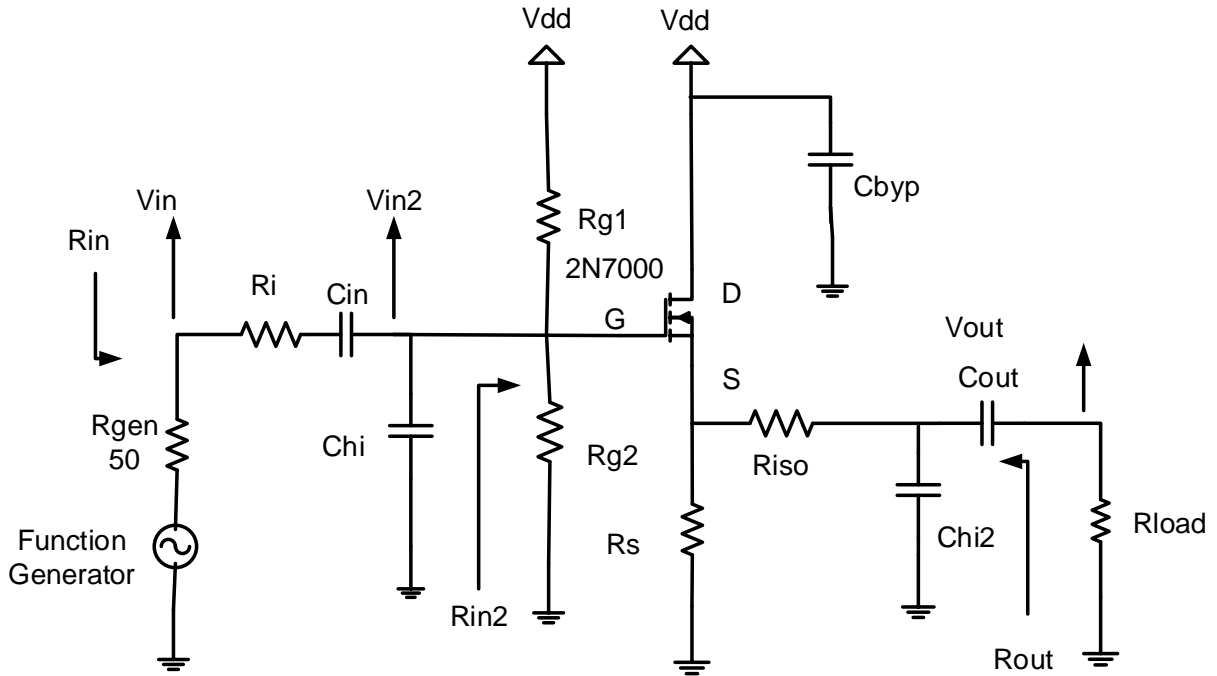 Vdd
Vdd
Cbyp
Vin
Vin2
Rg1
2N7000
Rin
Ri
Cin
G
D
Vout
Cout
S
Rgen
50
Chi
Rg2
Riso
Function
Generator
Rs
Chi2
Rload
Rin2
Rout